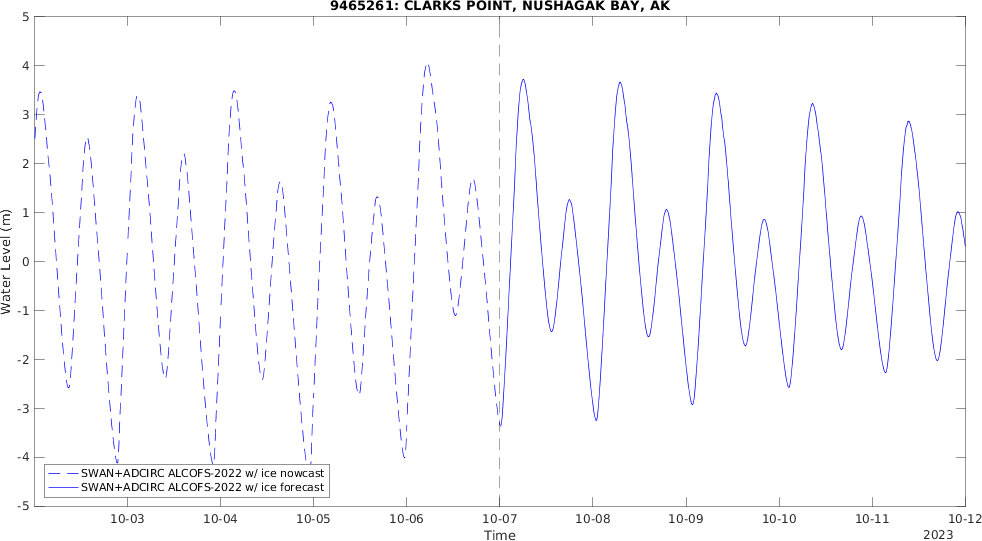 9465261: CLARKS POINT, NUSHAGAK BAY, AK
5
4
3
2
1
0
-1
-2
-3
-4
-5
Water Level (m)
SWAN+ADCIRC ALCOFS-2022 w/ ice nowcast
SWAN+ADCIRC ALCOFS-2022 w/ ice forecast
10-03 10-04 10-05 10-06 10-07 10-08 10-09 10-10 10-11 10-12
Time
2023